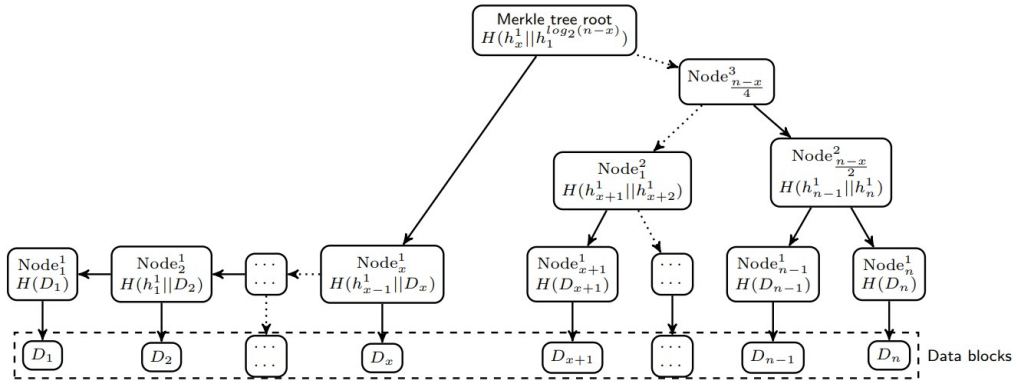 Merkle tree root
$H(h_x^1||h_1^{log_2(n-x)})$
Node$^3_{\frac{n-x}{4}}$
Node$^2_1$
$H(h_{x+1}^1||h_{x+2}^1)$
Node$^2_{\frac{n-x}{2}}$
$H(h_{n-1}^1||h_n^1)$
Node$^1_1$
$H(D_1)$
Node$^1_2$
$H(h_1^1||D_2)$
...
...
Node$^1_x$
$H(h_{x-1}^1||D_x)$
Node$^1_{x+1}$
$H(D_{x+1})$
...
...
Node$^1_{n-1}$
$H(D_{n-1})$
Node$^1_n$
$H(D_n)$
$D_1$
$D_2$
...
...
$D_x$
$D_{x+1}$
...
...
$D_{n-1}$
$D_n$
Data blocks